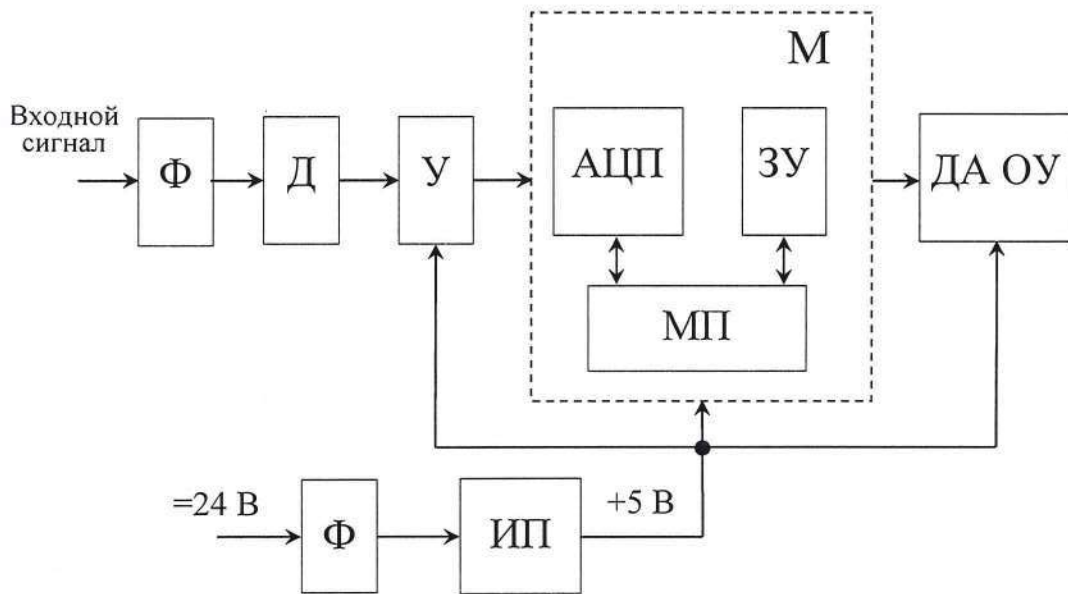 М
Входной
сигнал
Ф
Д
У
АЦП
ЗУ
ДА ОУ
МП
=24 В
Ф
ИП
+5 В